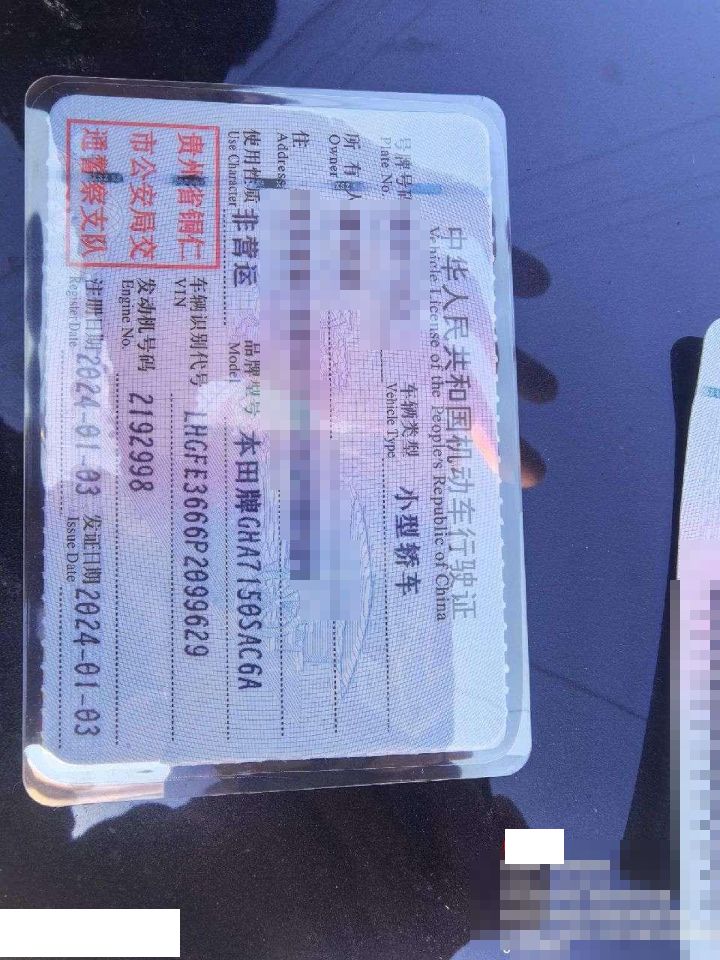 中华人民共和国机动车行驶证
Vehicle License of the People's Republic of China
号牌号码
Plate No.
车辆类型 小型轿车
Vehicle Type
所有人
Owner
住
Address
使用性质 非营运
Use Character
品牌型号 本田牌GHA7150SAC6A
Model
车辆识别代号 LHGFE3666P2099629
VIN
发动机号码 2192998
Engine No.
注册日期 2024-01-03
Register Date
发证日期 2024-01-03
Issue Date
贵州省铜仁
市公安局交
通警察支队